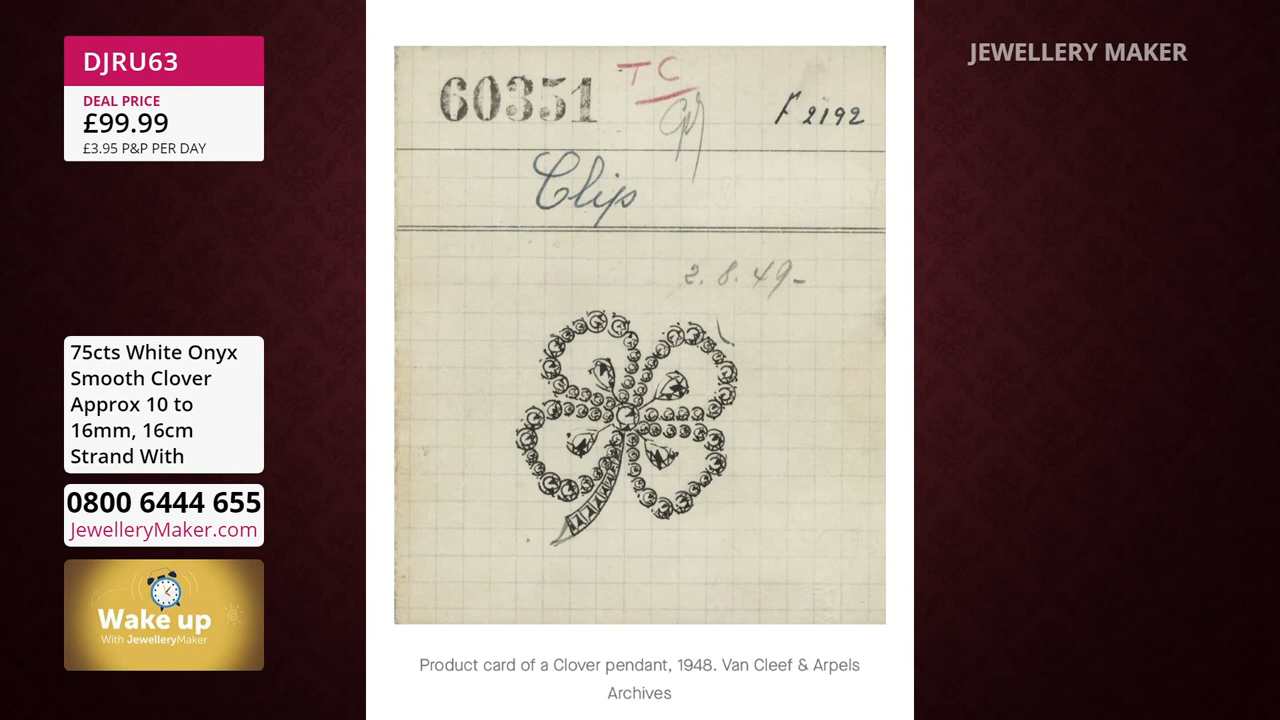 DJRU63
DEAL PRICE
£99.99
£3.95 P&P PER DAY
75cts White Onyx
Smooth Clover
Approx 10 to
16mm, 16cm
Strand With
0800 6444 655
JewelleryMaker.com
Wake up
With JewelleryMaker
60351
TC
F 2192
Clip
2.8.49-
Product card of a Clover pendant, 1948. Van Cleef & Arpels
Archives
JEWELLERY MAKER